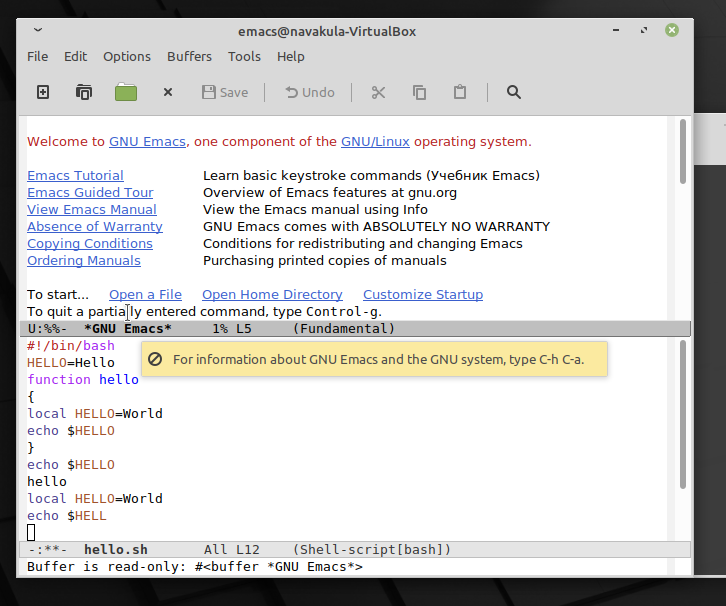 emacs@navakula-VirtualBox
File Edit Options Buffers Tools Help
Save Undo
Welcome to GNU Emacs, one component of the GNU/Linux operating system.
Emacs Tutorial Learn basic keystroke commands (Учебник Emacs)
Emacs Guided Tour Overview of Emacs features at gnu.org
View Emacs Manual View the Emacs manual using Info
Absence of Warranty GNU Emacs comes with ABSOLUTELY NO WARRANTY
Copying Conditions Conditions for redistributing and changing Emacs
Ordering Manuals Purchasing printed copies of manuals
To start... Open a File Open Home Directory Customize Startup
To quit a partially entered command, type Control-g.
U:%%- *GNU Emacs* 1% L5 (Fundamental)
#!/bin/bash
HELLO=Hello
For information about GNU Emacs and the GNU system, type C-h C-a.
function hello
{
local HELLO=World
echo $HELLO
}
echo $HELLO
hello
local HELLO=World
echo $HELL
-:**- hello.sh All L12 (Shell-script[bash])
Buffer is read-only: #<buffer *GNU Emacs*>